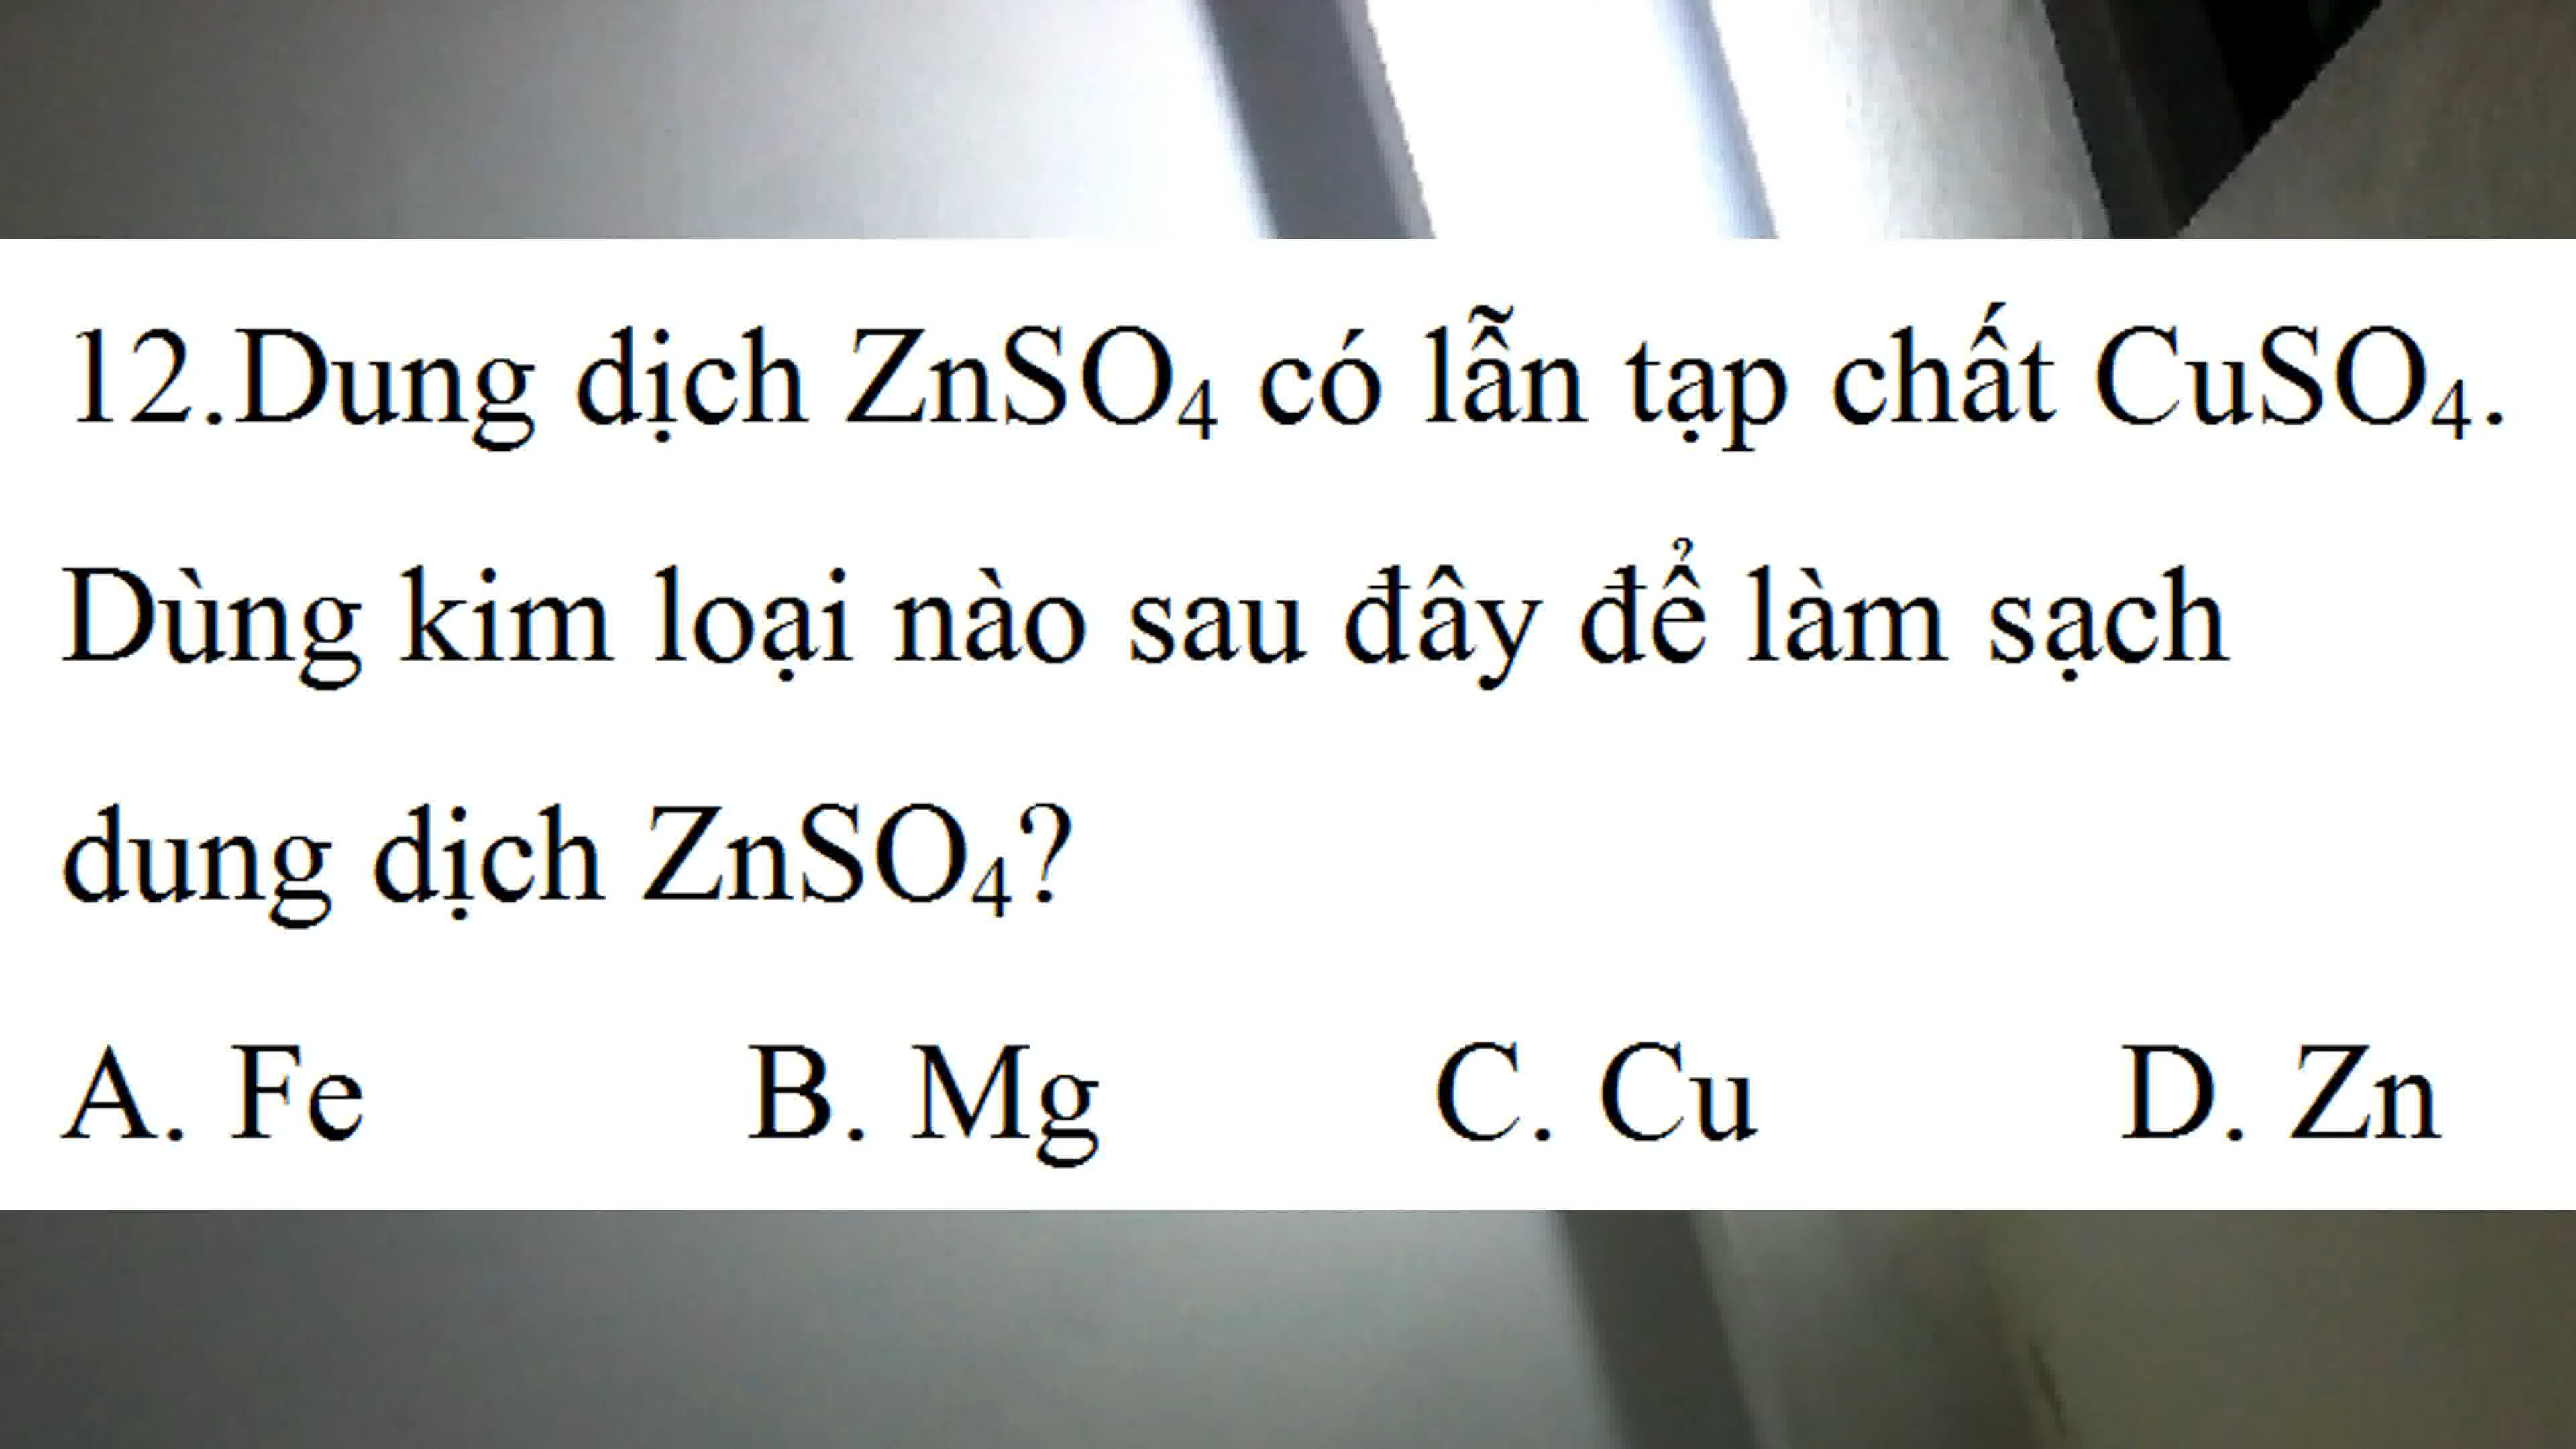 12.Dung dịch ZnSO₄ có lẫn tạp chất CuSO₄.
Dùng kim loại nào sau đây để làm sạch
dung dịch ZnSO₄?
A. Fe B. Mg C. Cu D. Zn